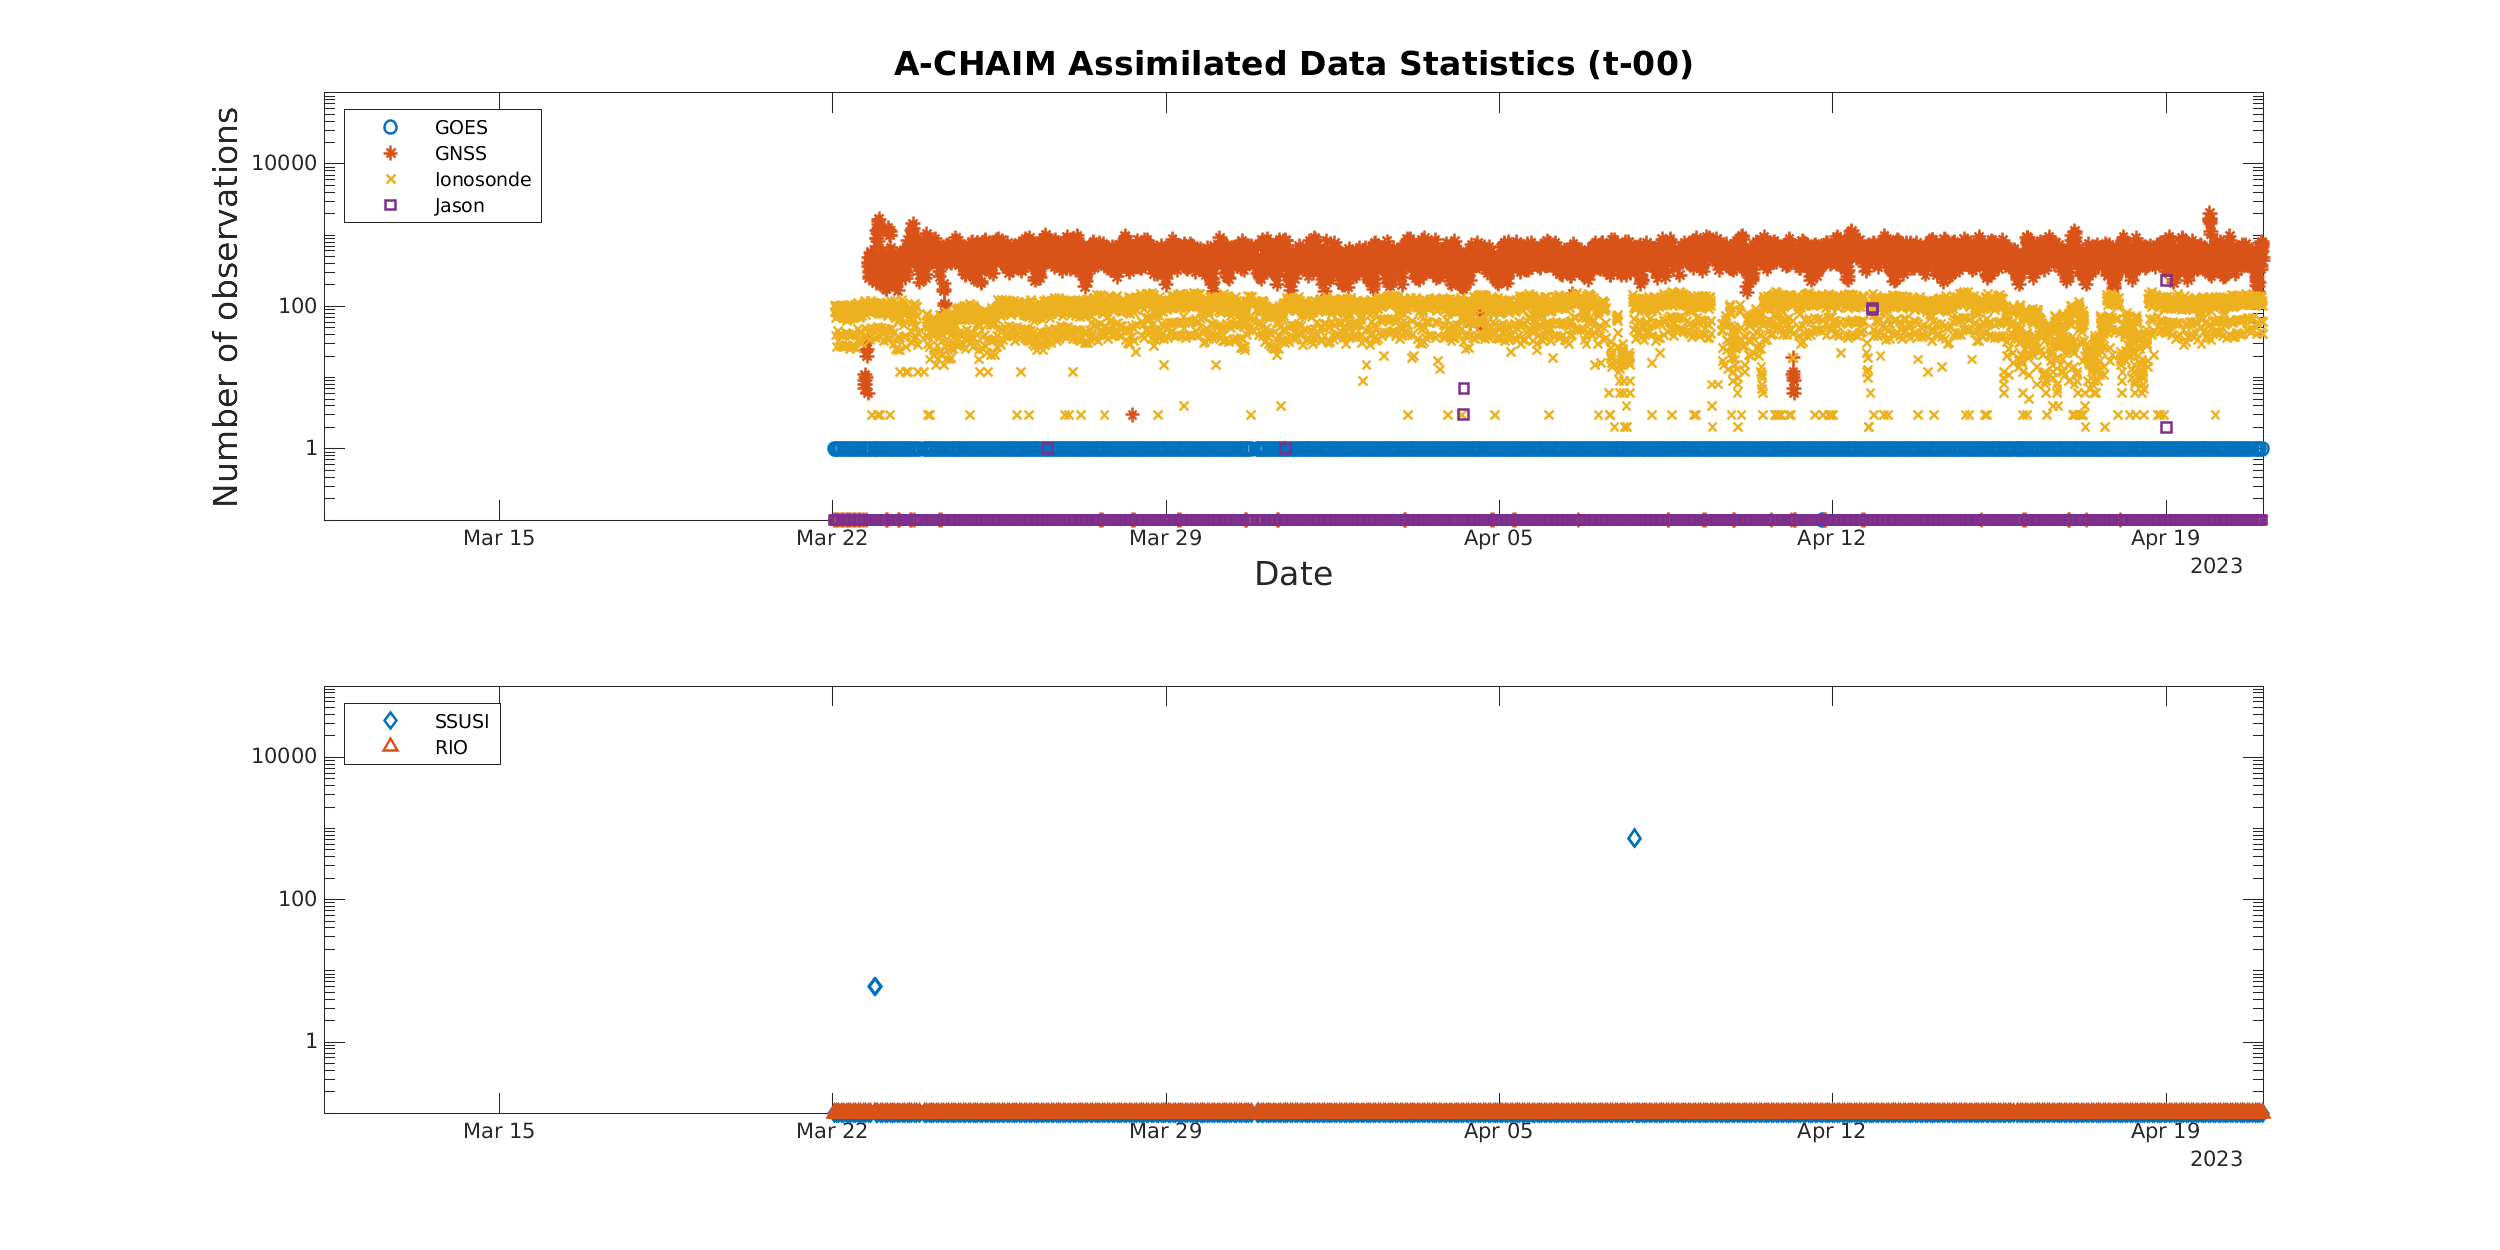 A-CHAIM Assimilated Data Statistics (t-00)
Number of observations
10000
100
1
GOES
GNSS
Ionosonde
Jason
Mar 15 Mar 22 Mar 29 Apr 05 Apr 12 Apr 19
2023
Date
10000
100
1
SSUSI
RIO
Mar 15 Mar 22 Mar 29 Apr 05 Apr 12 Apr 19
2023